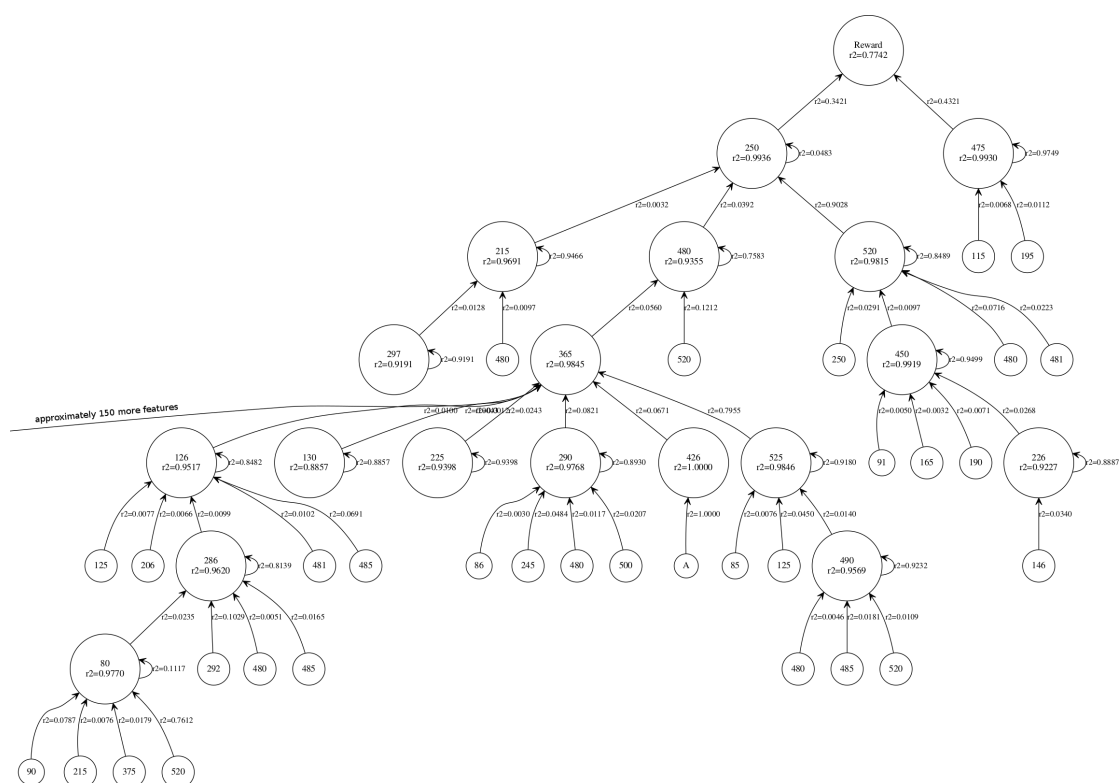 Reward
r2=0.7742
r2=0.3421
r2=0.4321
250
r2=0.9936
r2=0.0483
475
r2=0.9930
r2=0.9749
r2=0.0032
r2=0.0392
r2=0.9028
r2=0.0068
r2=0.0112
215
r2=0.9691
r2=0.9466
480
r2=0.9355
r2=0.7583
520
r2=0.9815
r2=0.8489
115
195
r2=0.0128
r2=0.0097
r2=0.0560
r2=0.1212
r2=0.0291
r2=0.0097
r2=0.0716
r2=0.0223
297
r2=0.9191
r2=0.9191
480
365
r2=0.9845
520
250
450
r2=0.9919
r2=0.9499
480
481
approximately 150 more features
r2=0.0100
r2=0.0243
r2=0.0821
r2=0.0671
r2=0.7955
r2=0.0050
r2=0.0032
r2=0.0071
r2=0.0268
126
r2=0.9517
r2=0.8482
130
r2=0.8857
r2=0.8857
225
r2=0.9398
r2=0.9398
290
r2=0.9768
r2=0.8930
426
r2=1.0000
525
r2=0.9846
r2=0.9180
91
165
190
226
r2=0.9227
r2=0.8887
r2=0.0077
r2=0.0066
r2=0.0099
r2=0.0102
r2=0.0691
r2=0.0030
r2=0.0484
r2=0.0117
r2=0.0207
r2=1.0000
r2=0.0076
r2=0.0450
r2=0.0140
r2=0.0340
125
206
286
r2=0.9620
r2=0.8139
481
485
86
245
480
500
A
85
125
490
r2=0.9569
r2=0.9232
146
r2=0.0235
r2=0.1029
r2=0.0051
r2=0.0165
r2=0.0046
r2=0.0181
r2=0.0109
80
r2=0.9770
r2=0.1117
292
480
485
480
485
520
r2=0.0787
r2=0.0076
r2=0.0179
r2=0.7612
90
215
375
520